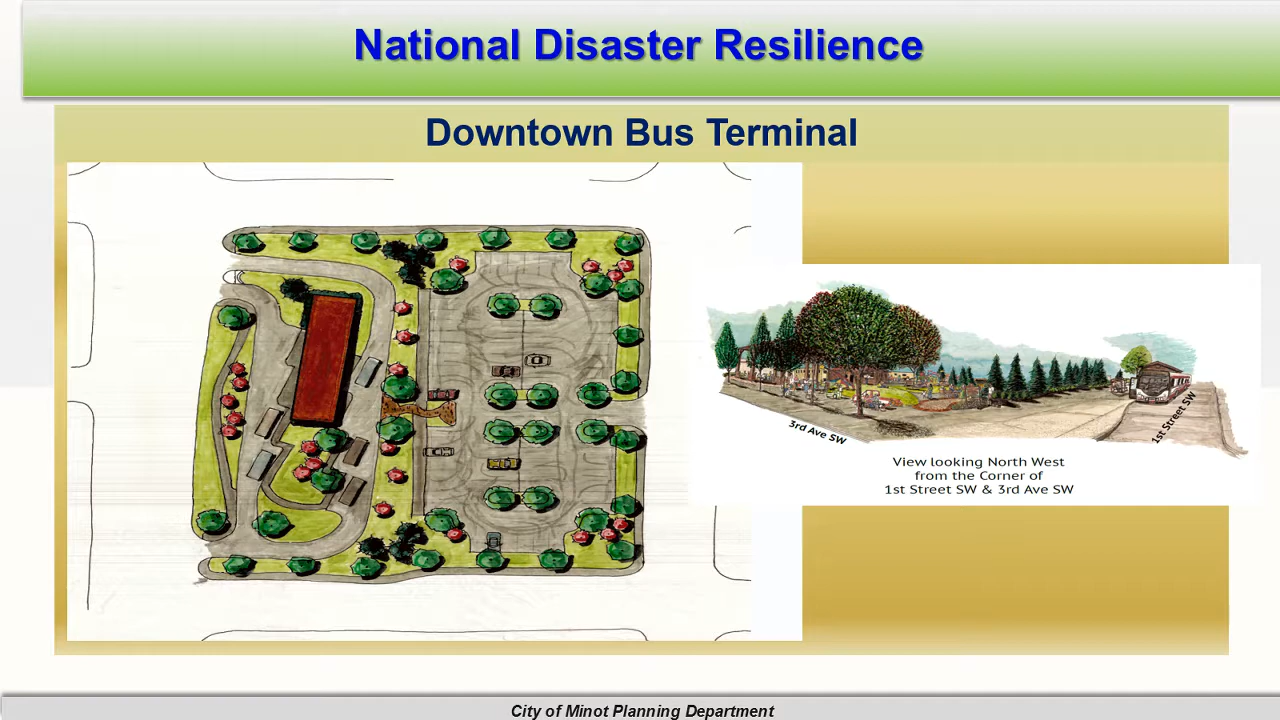 National Disaster Resilience
Downtown Bus Terminal
3rd Ave SW
1st Street SW
View looking North West
from the Corner of
1st Street SW & 3rd Ave SW
City of Minot Planning Department